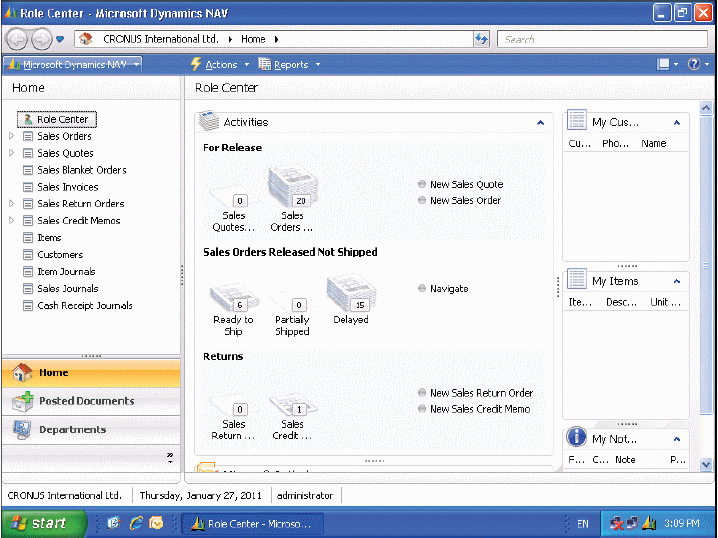 Role Center - Microsoft Dynamics NAV
CRONUS International Ltd. Home Search
Microsoft Dynamics NAV Actions Reports
Home
Role Center
Sales Orders
Sales Quotes
Sales Blanket Orders
Sales Invoices
Sales Return Orders
Sales Credit Memos
Items
Customers
Item Journals
Sales Journals
Cash Receipt Journals
Home
Posted Documents
Departments
Role Center
Activities
For Release
0
Sales
Quotes...
20
Sales
Orders ...
New Sales Quote
New Sales Order
Sales Orders Released Not Shipped
6
Ready to
Ship
0
Partially
Shipped
15
Delayed
Navigate
Returns
0
Sales
Return ...
1
Sales
Credit ...
New Sales Return Order
New Sales Credit Memo
My Cus...
Cu... Pho... Name
My Items
Ite... Desc... Unit ...
My Not...
F... C... Note P...
CRONUS International Ltd. Thursday, January 27, 2011 administrator
start Role Center - Microso... EN 3:09 PM